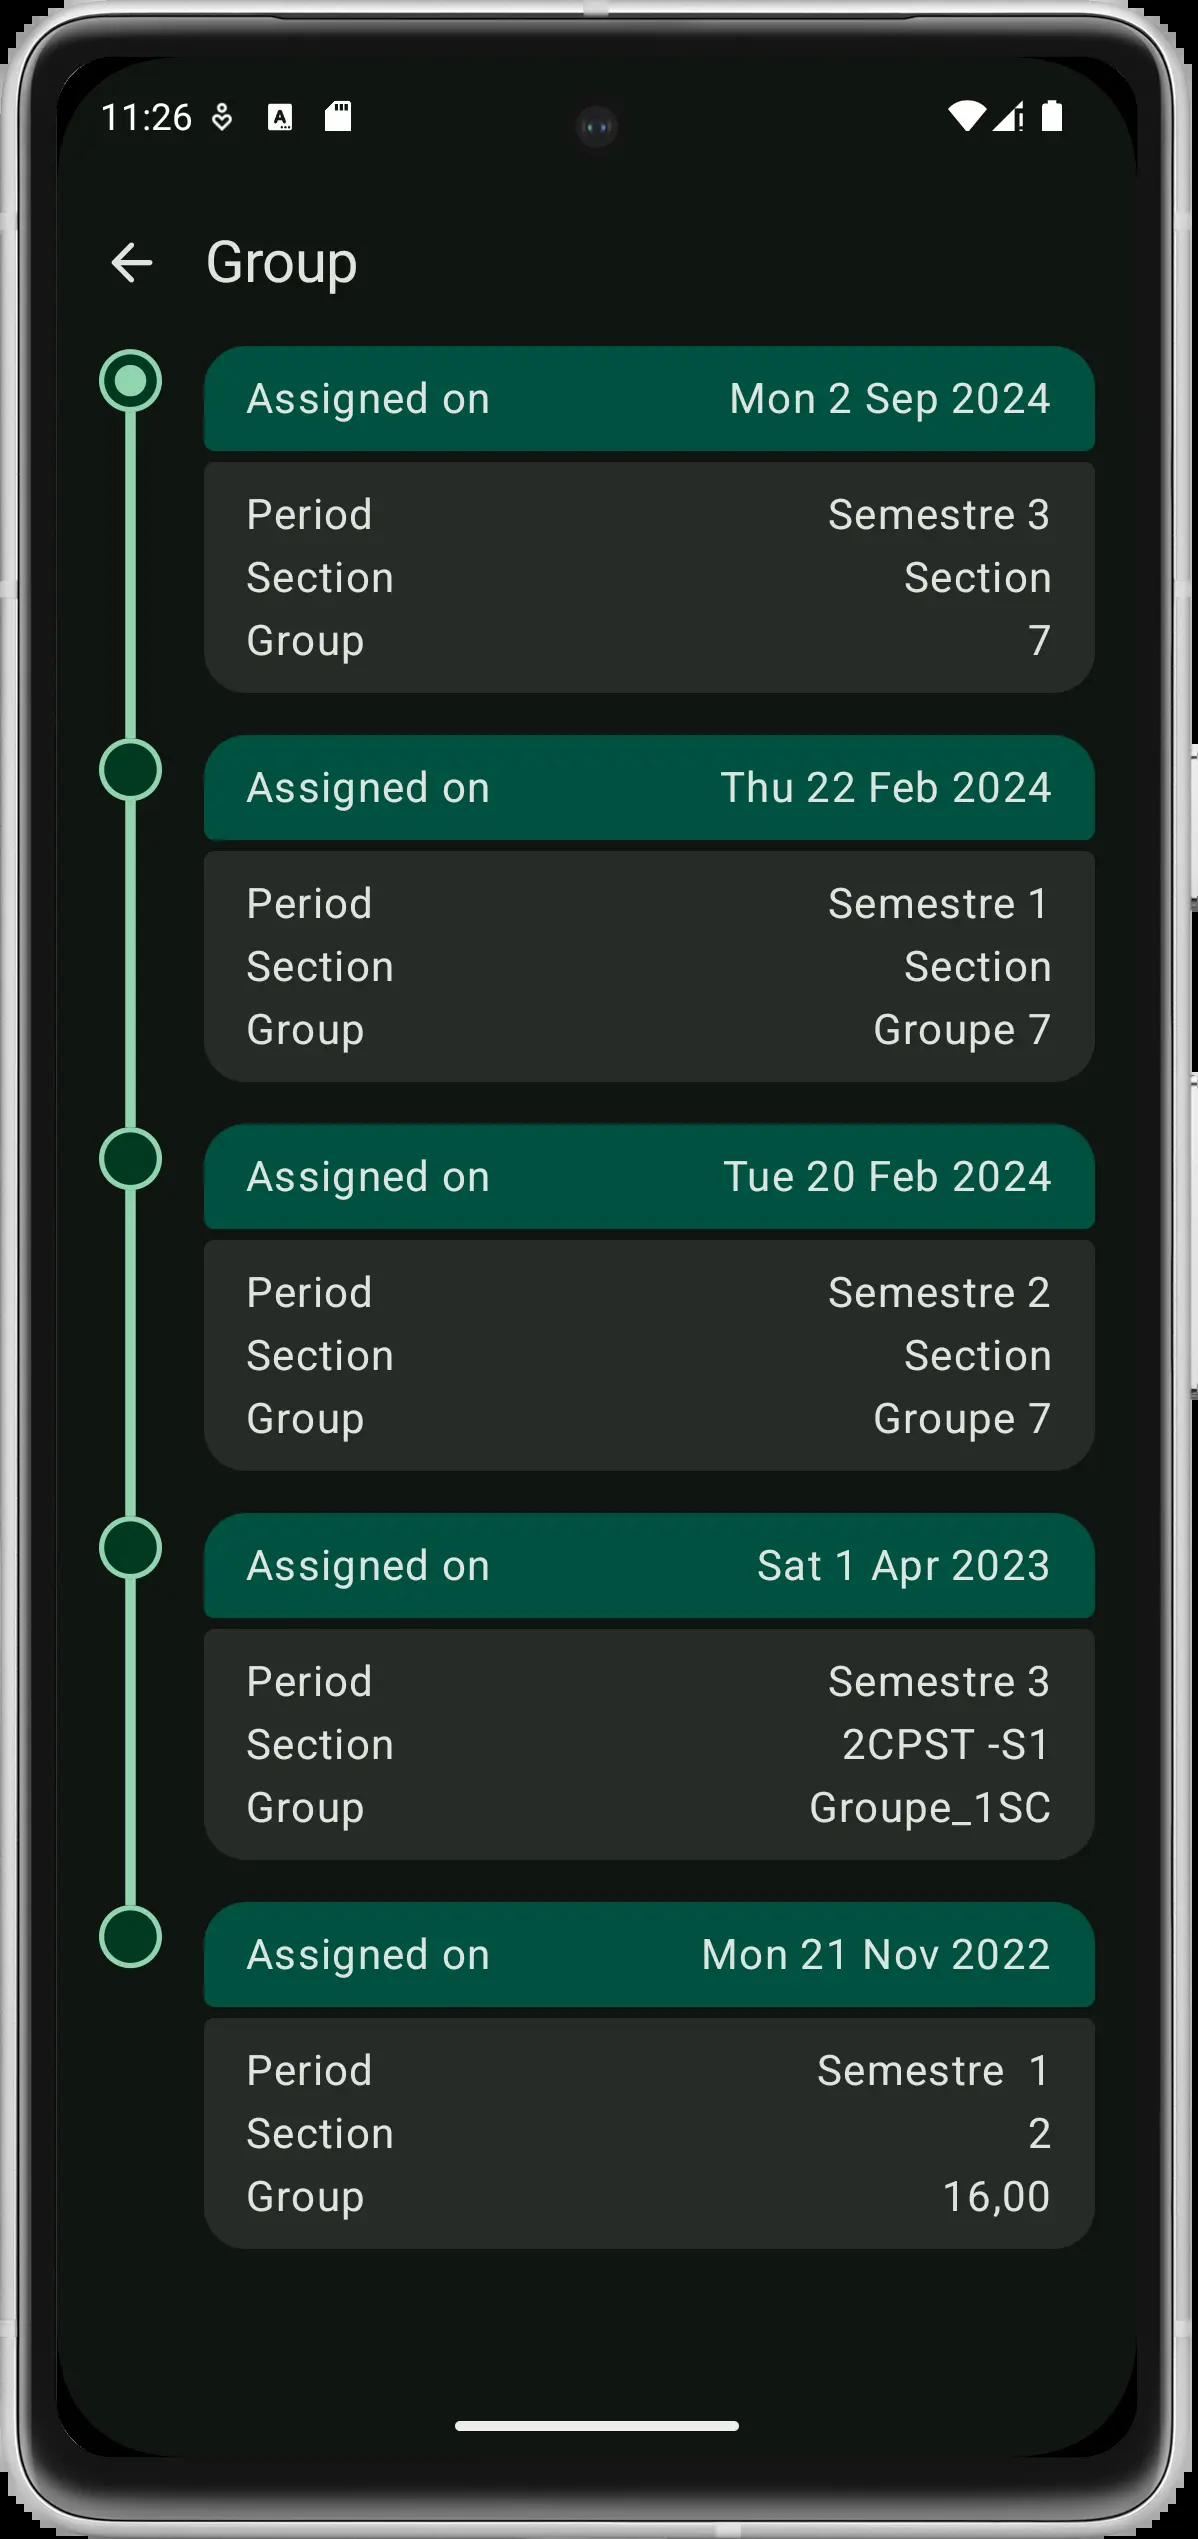 11:26
Group
Assigned on Mon 2 Sep 2024
Period Semestre 3
Section Section
Group 7
Assigned on Thu 22 Feb 2024
Period Semestre 1
Section Section
Group Groupe 7
Assigned on Tue 20 Feb 2024
Period Semestre 2
Section Section
Group Groupe 7
Assigned on Sat 1 Apr 2023
Period Semestre 3
Section 2CPST -S1
Group Groupe_1SC
Assigned on Mon 21 Nov 2022
Period Semestre  1
Section 2
Group 16,00